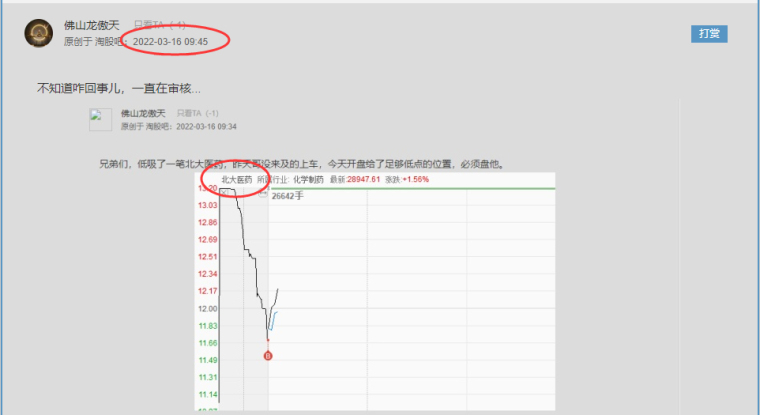 佛山龙傲天 只看TA (-1)
原创于 淘股吧: 2022-03-16 09:45
打赏
不知道咋回事儿，一直在审核...
佛山龙傲天 只看TA (-1)
原创于 淘股吧: 2022-03-16 09:34
兄弟们，低吸了一笔北大医药，昨天哥没来及的上车，今天开盘给了足够低点的位置，必须盘他。
北大医药 所属行业: 化学制药 最新:28947.61 涨跌 +1.56%
13.20
26642手
13.03
12.86
12.69
12.51
12.34
12.17
12.00
11.83
11.66
11.49
B
11.31
11.14